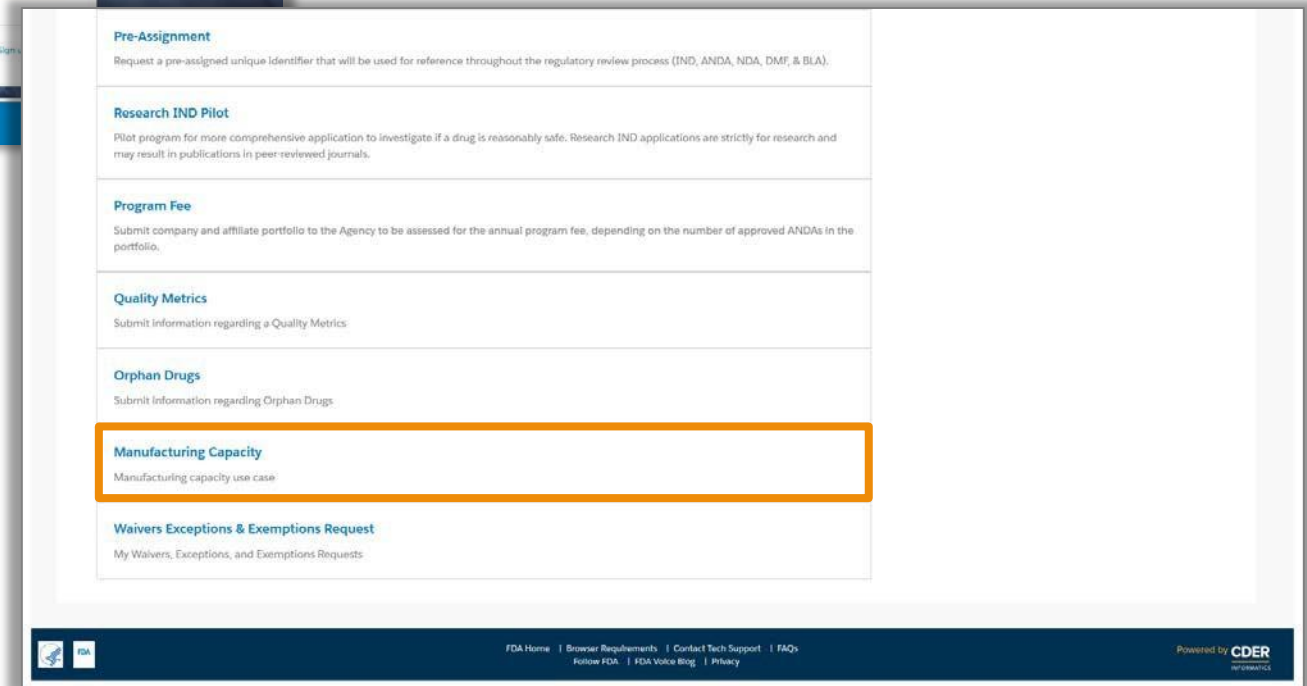 Sign u
Pre-Assignment
Request a pre-assigned unique identifier that will be used for reference throughout the regulatory review process (IND, ANDA, NDA, DMF, & BLA).
Research IND Pilot
Pilot program for more comprehensive application to investigate if a drug is reasonably safe. Research IND applications are strictly for research and
may result in publications in peer-reviewed journals.
Program Fee
Submit company and affiliate portfolio to the Agency to be assessed for the annual program fee, depending on the number of approved ANDAs in the
portfolio.
Quality Metrics
Submit information regarding a Quality Metrics
Orphan Drugs
Submit information regarding Orphan Drugs
Manufacturing Capacity
Manufacturing capacity use case
Waivers Exceptions & Exemptions Request
My Waivers, Exceptions, and Exemptions Requests
FDA
FDA Home | Browser Requirements | Contact Tech Support | FAQs
Follow FDA | FDA Voice Blog | Privacy
Powered by CDER
INFORMATICS